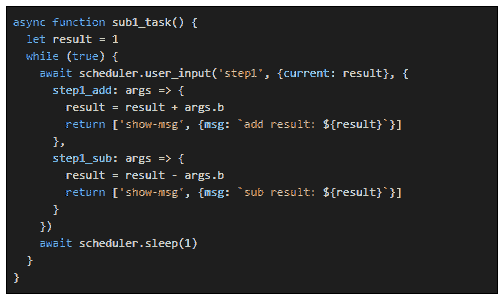 async function sub1_task() {
  let result = 1
  while (true) {
    await scheduler.user_input('step1', {current: result}, {
      step1_add: args => {
        result = result + args.b
        return ['show-msg', {msg: `add result: ${result}`}]
      },
      step1_sub: args => {
        result = result - args.b
        return ['show-msg', {msg: `sub result: ${result}`}]
      }
    })
    await scheduler.sleep(1)
  }
}